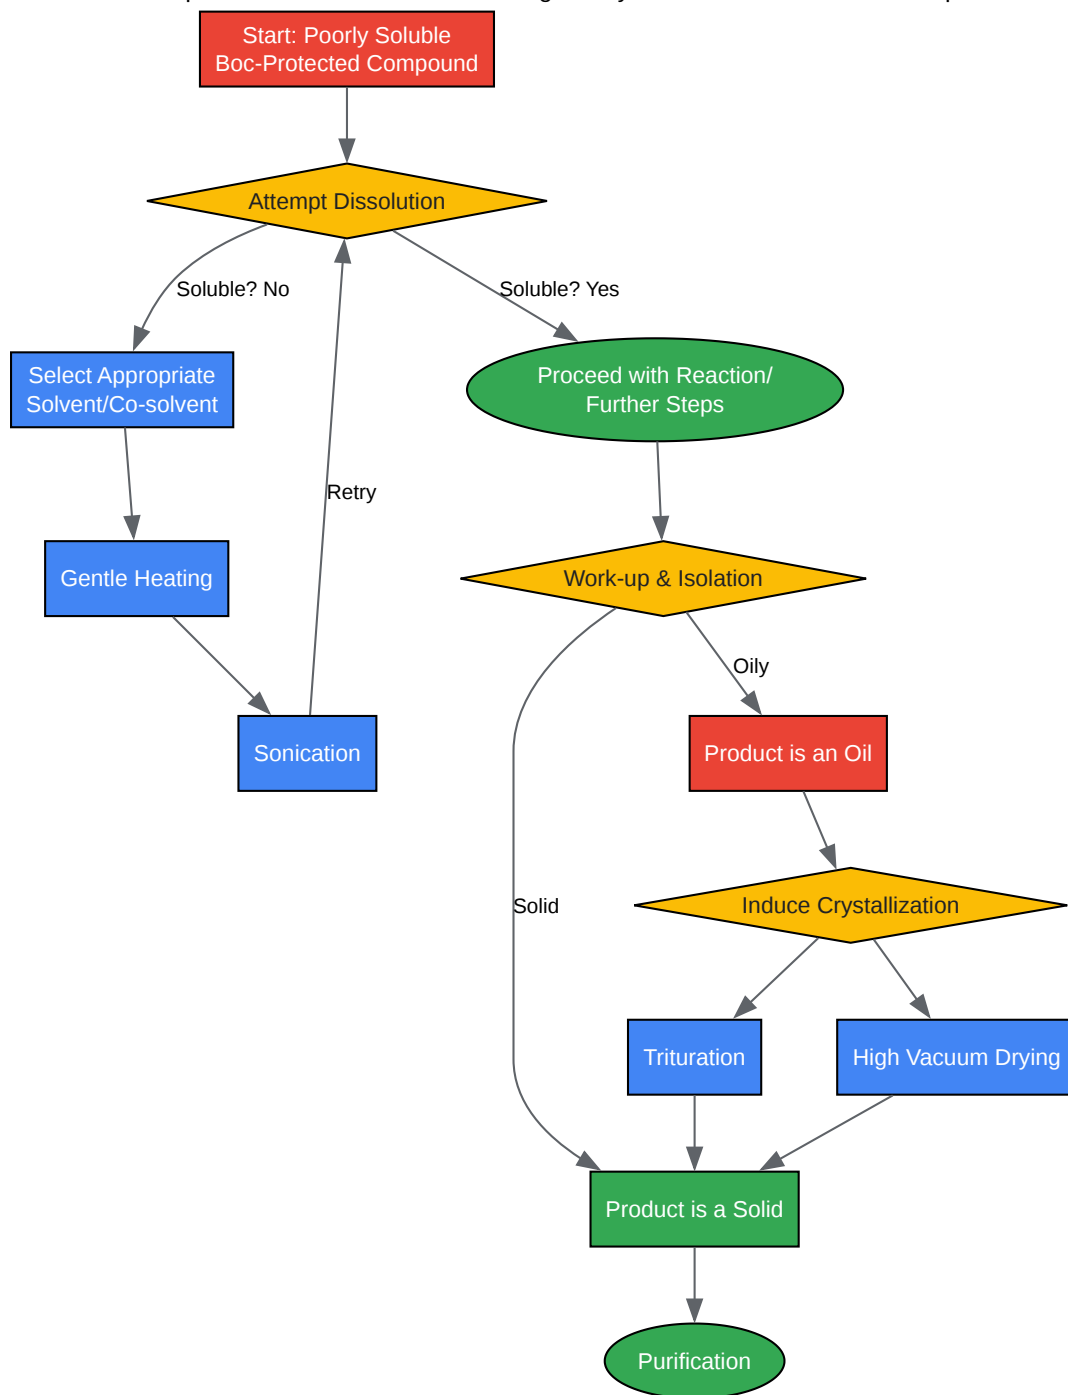 Start: Poorly Soluble
Boc-Protected Compound
Attempt Dissolution
Soluble? No
Soluble? Yes
Select Appropriate
Solvent/Co-solvent
Proceed with Reaction/
Further Steps
Retry
Gentle Heating
Work-up & Isolation
Oily
Sonication
Product is an Oil
Solid
Induce Crystallization
Trituration
High Vacuum Drying
Product is a Solid
Purification